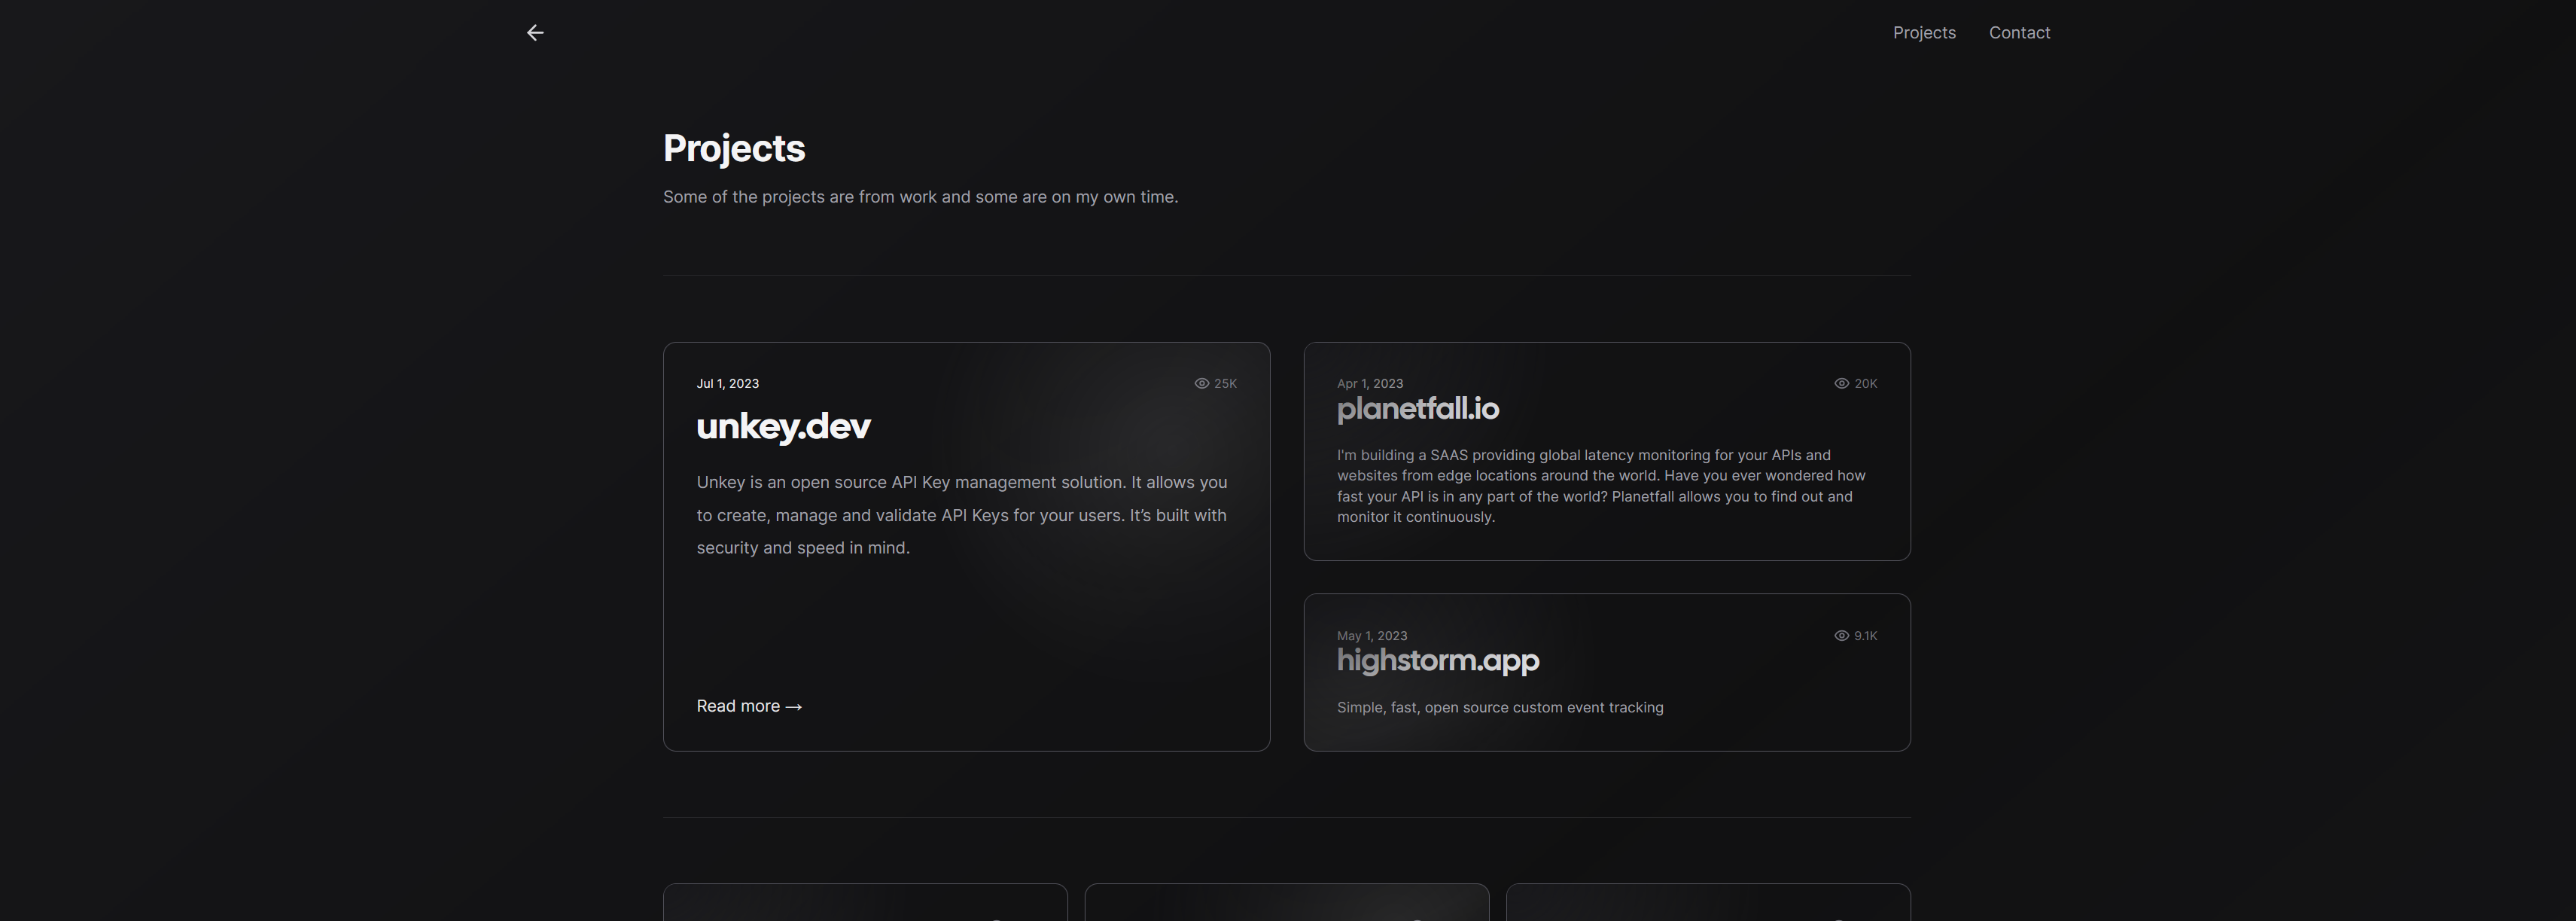 Projects Contact
Projects
Some of the projects are from work and some are on my own time.
Jul 1, 2023 25K
unkey.dev
Unkey is an open source API Key management solution. It allows you
to create, manage and validate API Keys for your users. It’s built with
security and speed in mind.
Read more →
Apr 1, 2023 20K
planetfall.io
I'm building a SAAS providing global latency monitoring for your APIs and
websites from edge locations around the world. Have you ever wondered how
fast your API is in any part of the world? Planetfall allows you to find out and
monitor it continuously.
May 1, 2023 9.1K
highstorm.app
Simple, fast, open source custom event tracking